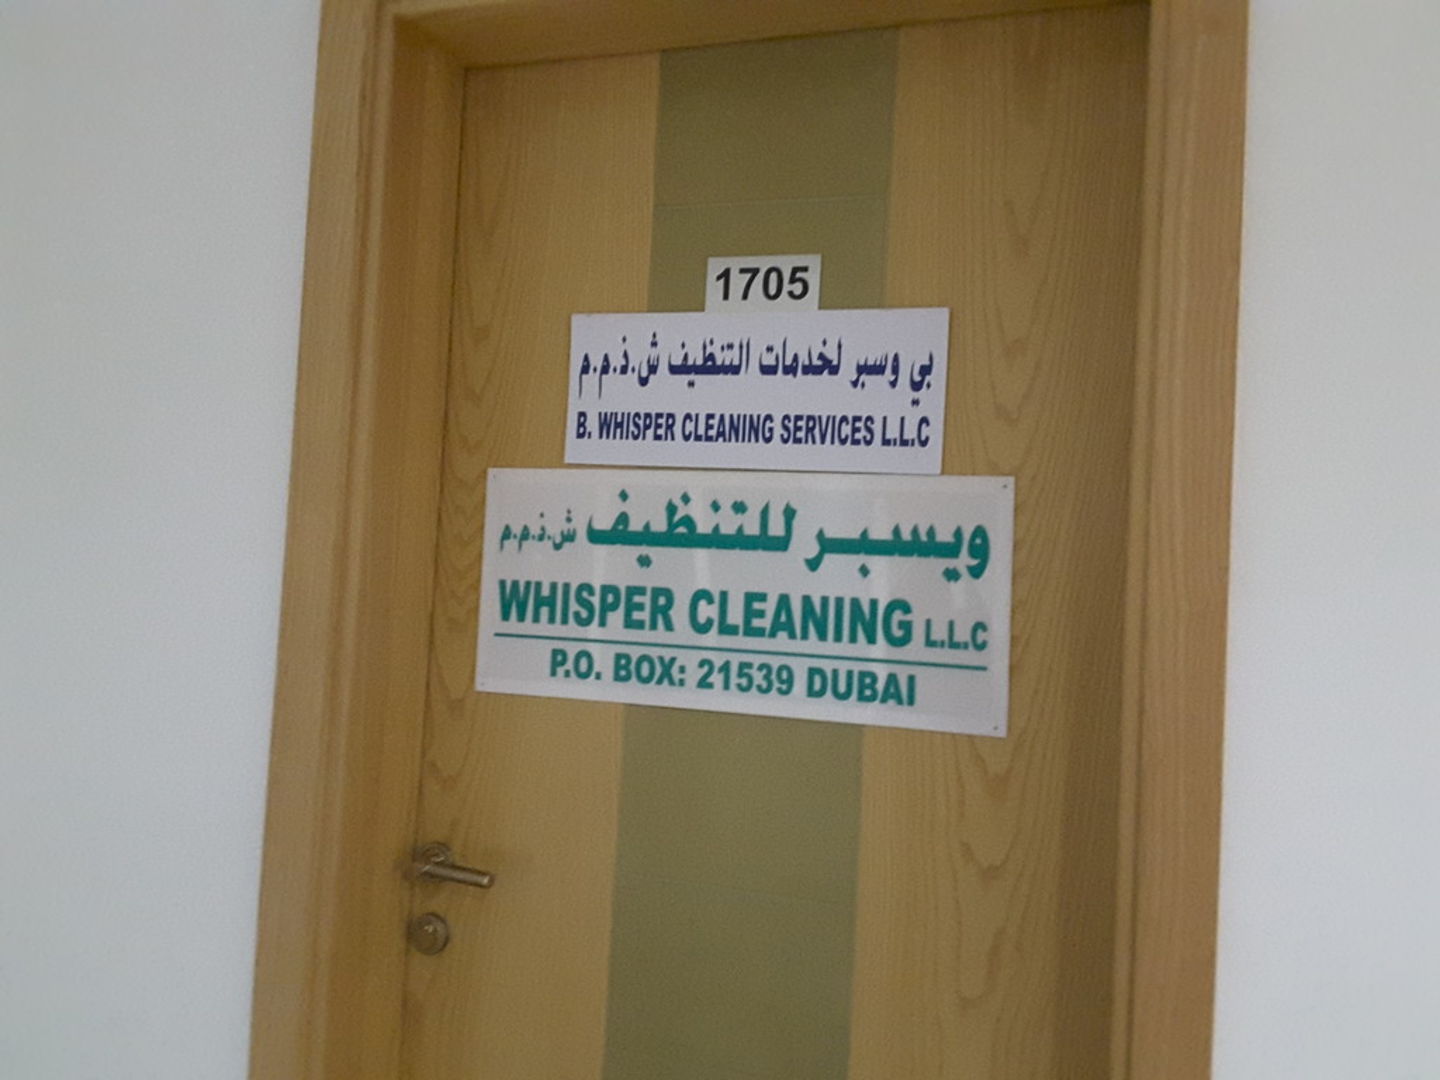 1705
بي وسبر لخدمات التنظيف ش.ذ.م.م
B. WHISPER CLEANING SERVICES L.L.C
ويسبر للتنظيف ش.ذ.م.م
WHISPER CLEANING L.L.C
P.O. BOX: 21539 DUBAI